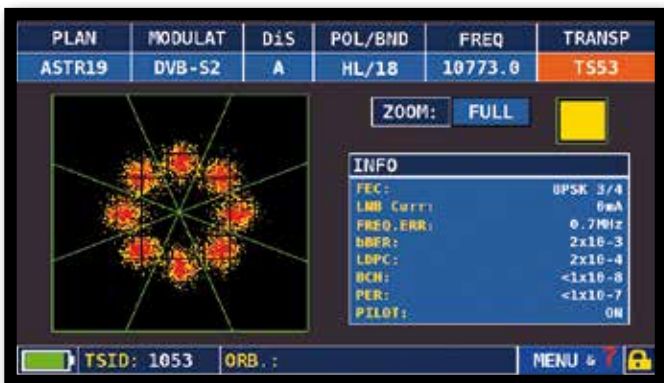 PLAN MODULAT DiS POL/BND FREQ TRANSP
ASTR19 DVB-S2 A HL/18 10773.0 TS53
ZOOM: FULL
INFO
FEC: 8PSK 3/4
LNB Curr: 0mA
FREQ.ERR: 0.7MHz
bBER: 2x10-3
LDPC: 2x10-4
BCH: <1x10-8
PER: <1x10-7
PILOT: ON
TSID: 1053 ORB.: MENU & ?